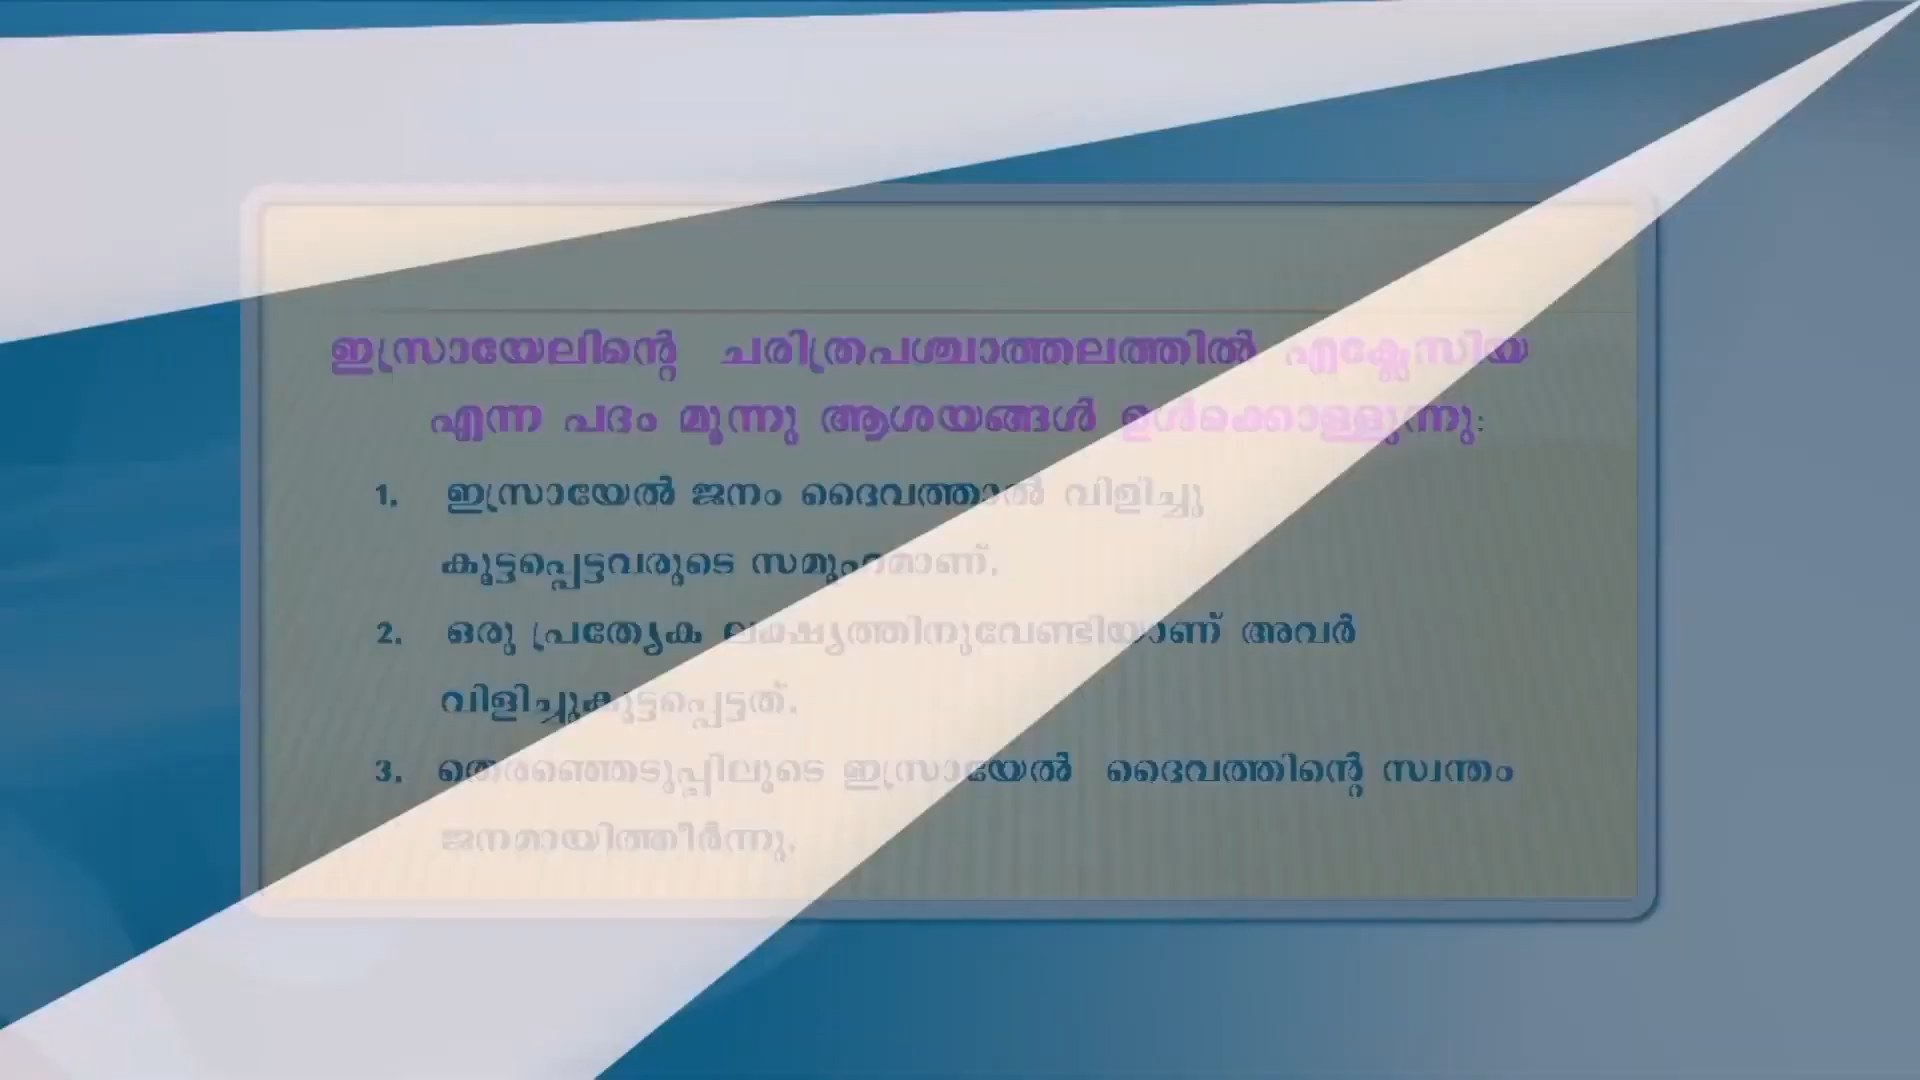 ഇസ്രായേലിന്റെ ചരിത്രപശ്ചാത്തലത്തിൽ എക്ലേസിയ
എന്ന പദം മൂന്നു ആശയങ്ങൾ ഉൾക്കൊള്ളുന്നു:
1. ഇസ്രായേൽ ജനം ദൈവത്താൽ വിളിച്ചു
കൂട്ടപ്പെട്ടവരുടെ സമൂഹമാണ്.
2. ഒരു പ്രത്യേക ലക്ഷ്യത്തിനുവേണ്ടിയാണ് അവർ
വിളിച്ചുകൂട്ടപ്പെട്ടത്.
3. തെരഞ്ഞെടുപ്പിലൂടെ ഇസ്രായേൽ ദൈവത്തിന്റെ സ്വന്തം
ജനമായിത്തീർന്നു.